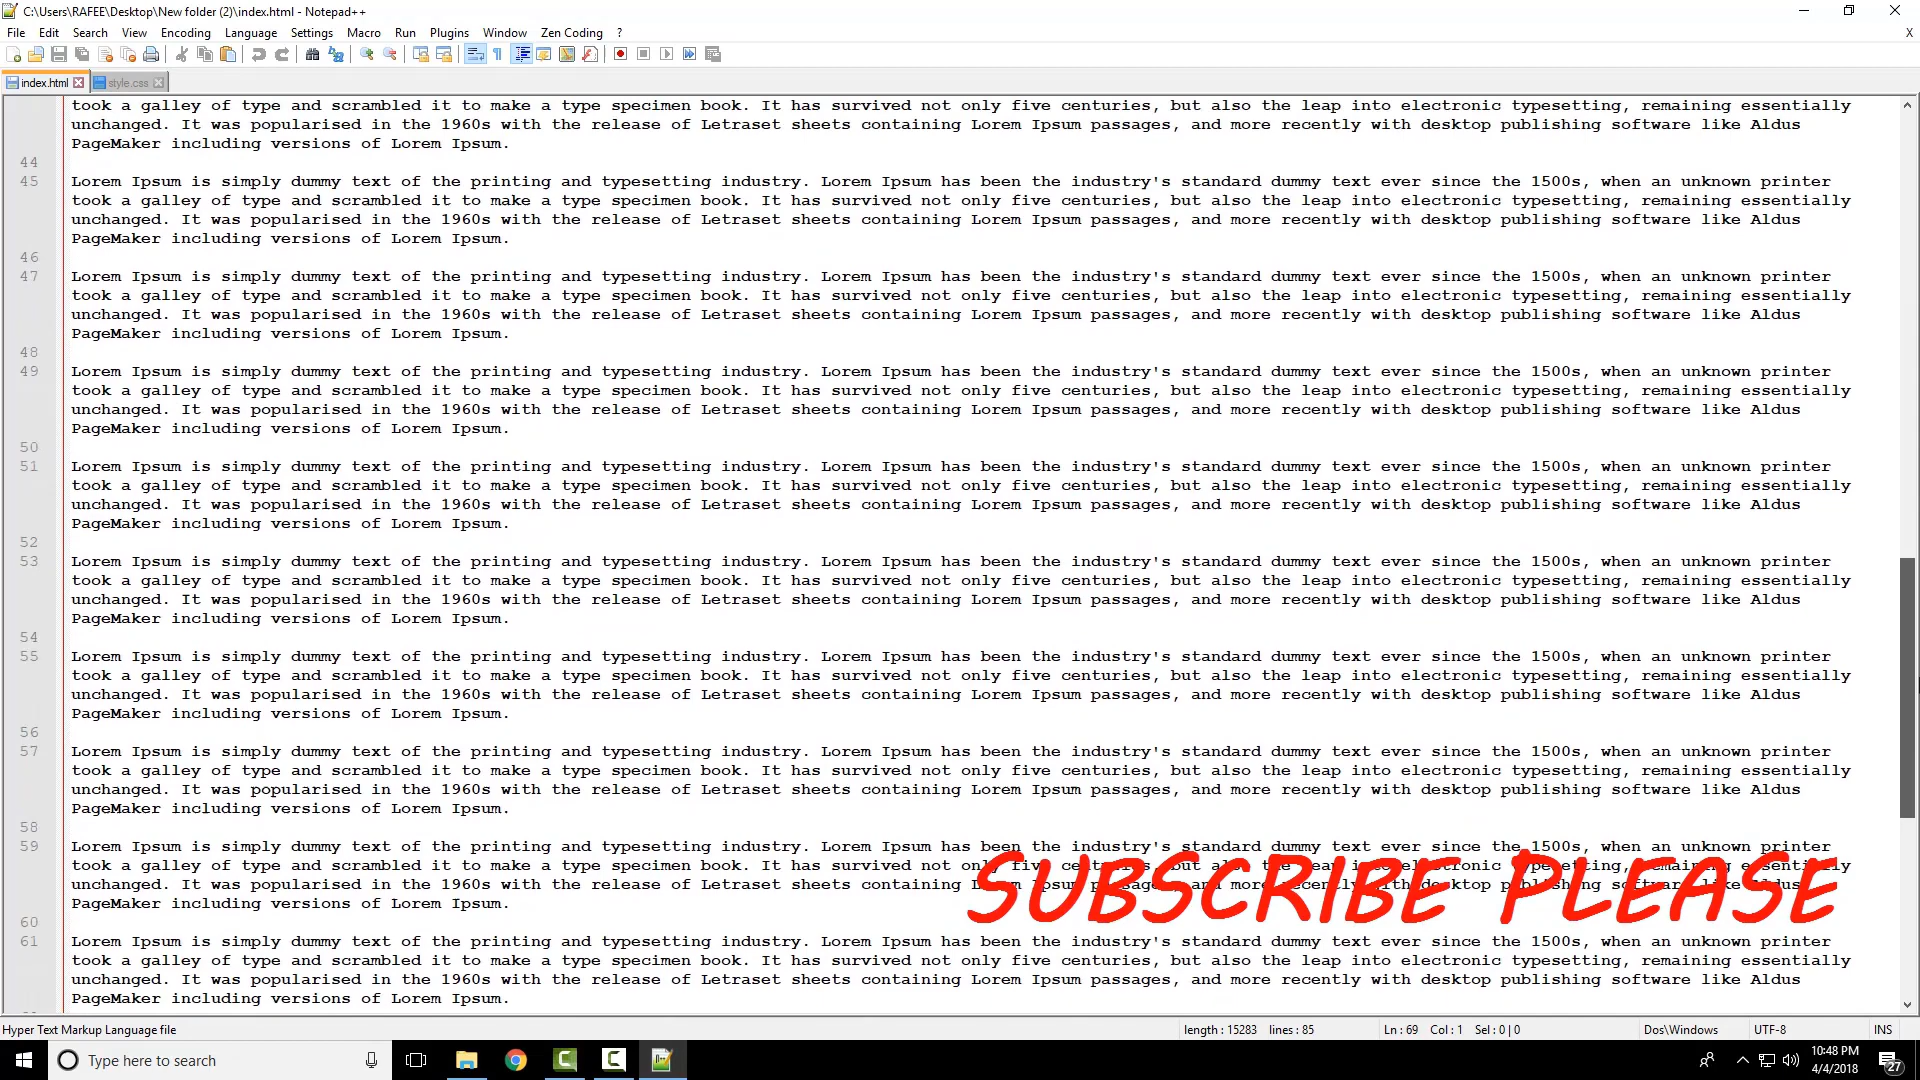 C:\Users\RAFEE\Desktop\New folder (2)\index.html - Notepad++
File Edit Search View Encoding Language Settings Macro Run Plugins Window Zen Coding ? X
index.html style.css
took a galley of type and scrambled it to make a type specimen book. It has survived not only five centuries, but also the leap into electronic typesetting, remaining essentially
unchanged. It was popularised in the 1960s with the release of Letraset sheets containing Lorem Ipsum passages, and more recently with desktop publishing software like Aldus
PageMaker including versions of Lorem Ipsum.
44
45 Lorem Ipsum is simply dummy text of the printing and typesetting industry. Lorem Ipsum has been the industry's standard dummy text ever since the 1500s, when an unknown printer
took a galley of type and scrambled it to make a type specimen book. It has survived not only five centuries, but also the leap into electronic typesetting, remaining essentially
unchanged. It was popularised in the 1960s with the release of Letraset sheets containing Lorem Ipsum passages, and more recently with desktop publishing software like Aldus
PageMaker including versions of Lorem Ipsum.
46
47 Lorem Ipsum is simply dummy text of the printing and typesetting industry. Lorem Ipsum has been the industry's standard dummy text ever since the 1500s, when an unknown printer
took a galley of type and scrambled it to make a type specimen book. It has survived not only five centuries, but also the leap into electronic typesetting, remaining essentially
unchanged. It was popularised in the 1960s with the release of Letraset sheets containing Lorem Ipsum passages, and more recently with desktop publishing software like Aldus
PageMaker including versions of Lorem Ipsum.
48
49 Lorem Ipsum is simply dummy text of the printing and typesetting industry. Lorem Ipsum has been the industry's standard dummy text ever since the 1500s, when an unknown printer
took a galley of type and scrambled it to make a type specimen book. It has survived not only five centuries, but also the leap into electronic typesetting, remaining essentially
unchanged. It was popularised in the 1960s with the release of Letraset sheets containing Lorem Ipsum passages, and more recently with desktop publishing software like Aldus
PageMaker including versions of Lorem Ipsum.
50
51 Lorem Ipsum is simply dummy text of the printing and typesetting industry. Lorem Ipsum has been the industry's standard dummy text ever since the 1500s, when an unknown printer
took a galley of type and scrambled it to make a type specimen book. It has survived not only five centuries, but also the leap into electronic typesetting, remaining essentially
unchanged. It was popularised in the 1960s with the release of Letraset sheets containing Lorem Ipsum passages, and more recently with desktop publishing software like Aldus
PageMaker including versions of Lorem Ipsum.
52
53 Lorem Ipsum is simply dummy text of the printing and typesetting industry. Lorem Ipsum has been the industry's standard dummy text ever since the 1500s, when an unknown printer
took a galley of type and scrambled it to make a type specimen book. It has survived not only five centuries, but also the leap into electronic typesetting, remaining essentially
unchanged. It was popularised in the 1960s with the release of Letraset sheets containing Lorem Ipsum passages, and more recently with desktop publishing software like Aldus
PageMaker including versions of Lorem Ipsum.
54
55 Lorem Ipsum is simply dummy text of the printing and typesetting industry. Lorem Ipsum has been the industry's standard dummy text ever since the 1500s, when an unknown printer
took a galley of type and scrambled it to make a type specimen book. It has survived not only five centuries, but also the leap into electronic typesetting, remaining essentially
unchanged. It was popularised in the 1960s with the release of Letraset sheets containing Lorem Ipsum passages, and more recently with desktop publishing software like Aldus
PageMaker including versions of Lorem Ipsum.
56
57 Lorem Ipsum is simply dummy text of the printing and typesetting industry. Lorem Ipsum has been the industry's standard dummy text ever since the 1500s, when an unknown printer
took a galley of type and scrambled it to make a type specimen book. It has survived not only five centuries, but also the leap into electronic typesetting, remaining essentially
unchanged. It was popularised in the 1960s with the release of Letraset sheets containing Lorem Ipsum passages, and more recently with desktop publishing software like Aldus
PageMaker including versions of Lorem Ipsum.
58
59 Lorem Ipsum is simply dummy text of the printing and typesetting industry. Lorem Ipsum has been the industry's standard dummy text ever since the 1500s, when an unknown printer
took a galley of type and scrambled it to make a type specimen book. It has survived not only five centuries but also the leap into electronic typesetting, remaining essentially
unchanged. It was popularised in the 1960s with the release of Letraset sheets containing Lorem Ipsum passages, and more recently with desktop publishing software like Aldus
SUBSCRIBE PLEASE
PageMaker including versions of Lorem Ipsum.
60
61 Lorem Ipsum is simply dummy text of the printing and typesetting industry. Lorem Ipsum has been the industry's standard dummy text ever since the 1500s, when an unknown printer
took a galley of type and scrambled it to make a type specimen book. It has survived not only five centuries, but also the leap into electronic typesetting, remaining essentially
unchanged. It was popularised in the 1960s with the release of Letraset sheets containing Lorem Ipsum passages, and more recently with desktop publishing software like Aldus
PageMaker including versions of Lorem Ipsum.
Hyper Text Markup Language file length : 15283 lines : 85 Ln : 69 Col : 1 Sel : 0 | 0 Dos\Windows UTF-8 INS
Type here to search 10:48 PM
4/4/2018 27